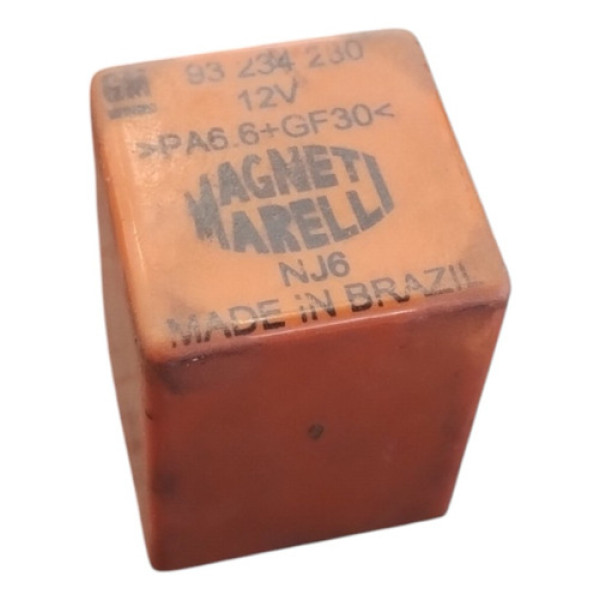 GM 93 234 230
12V
>PA6.6+GF30<
MAGNETI
MARELLI
NJ6
MADE iN BRAZIL